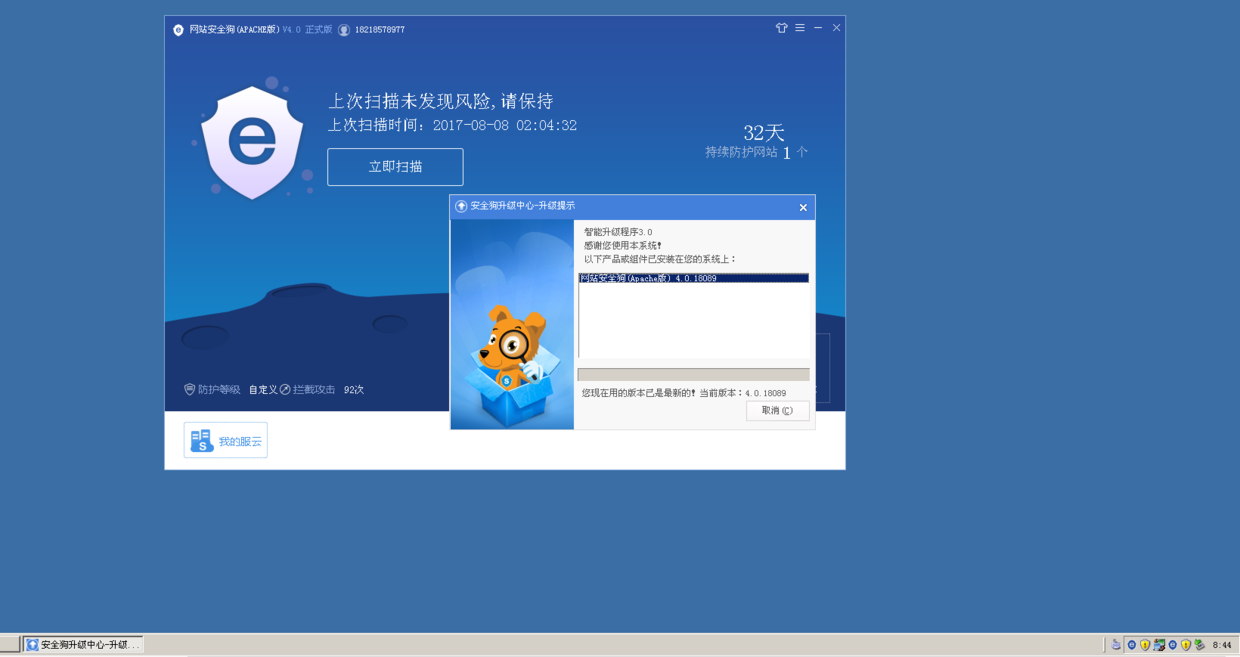 网站安全狗(APACHE版) V4.0 正式版 18218578977
上次扫描未发现风险,请保持
上次扫描时间: 2017-08-08 02:04:32
立即扫描
32天
持续防护网站 1 个
安全狗升级中心-升级提示
智能升级程序3.0
感谢您使用本系统!
以下产品或组件已安装在您的系统上:
网站安全狗(Apache版) 4.0.18089
您现在用的版本已是最新的! 当前版本:4.0.18089
取消(C)
防护等级 自定义 拦截攻击 92次
我的服云
安全狗升级中心-升级...
8:44